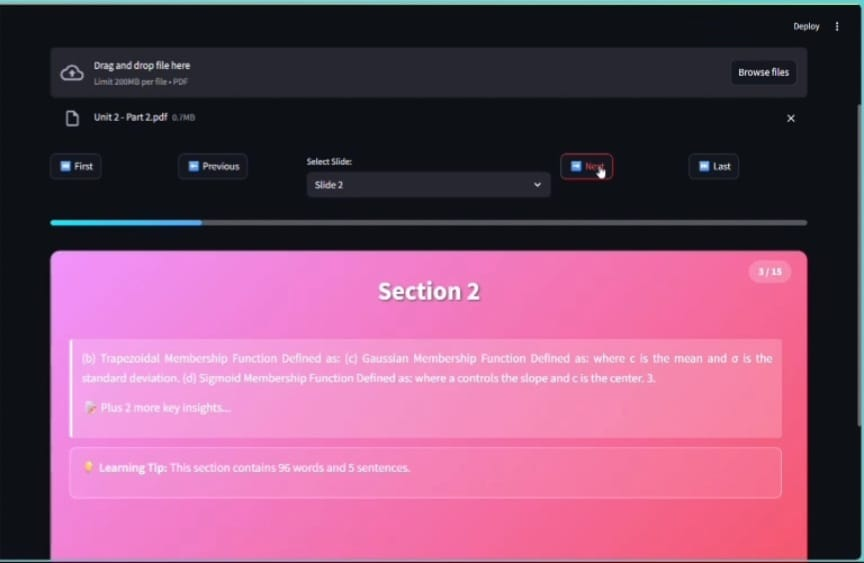 Deploy
Drag and drop file here
Limit 200MB per file • PDF
Browse files
Unit 2 - Part 2.pdf 0.7MB
First
Previous
Select Slide:
Slide 2
Next
Last
3 / 15
Section 2
(b) Trapezoidal Membership Function Defined as: (c) Gaussian Membership Function Defined as: where c is the mean and σ is the
standard deviation. (d) Sigmoid Membership Function Defined as: where a controls the slope and c is the center. 3.
Plus 2 more key insights...
Learning Tip: This section contains 96 words and 5 sentences.